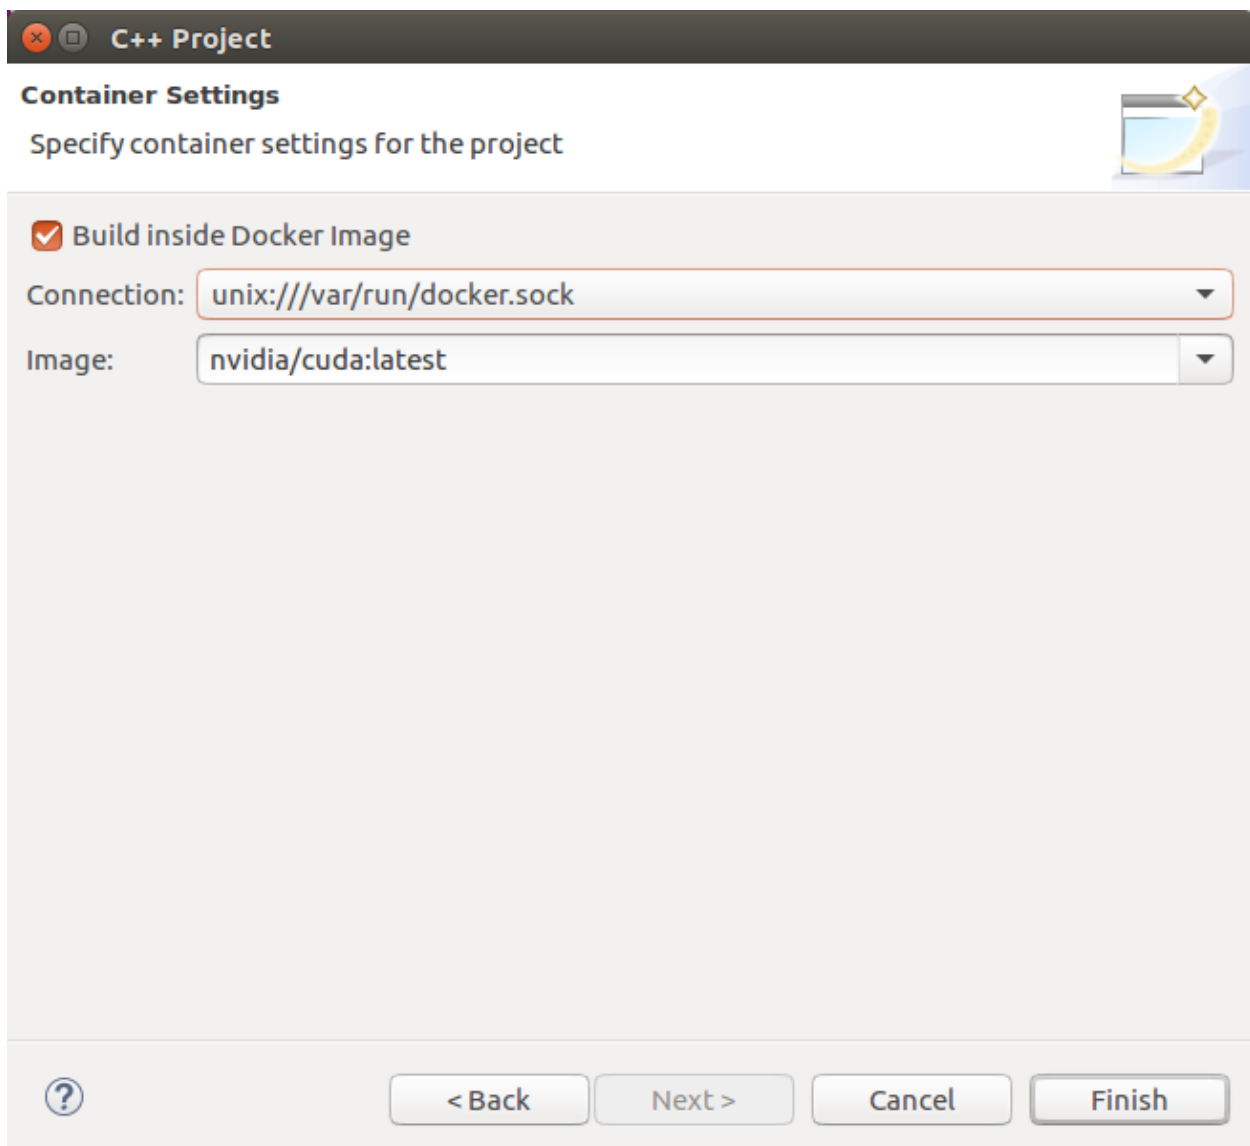 C++ Project
Container Settings
Specify container settings for the project
Build inside Docker Image
Connection: unix:///var/run/docker.sock
Image: nvidia/cuda:latest
? < Back Next > Cancel Finish